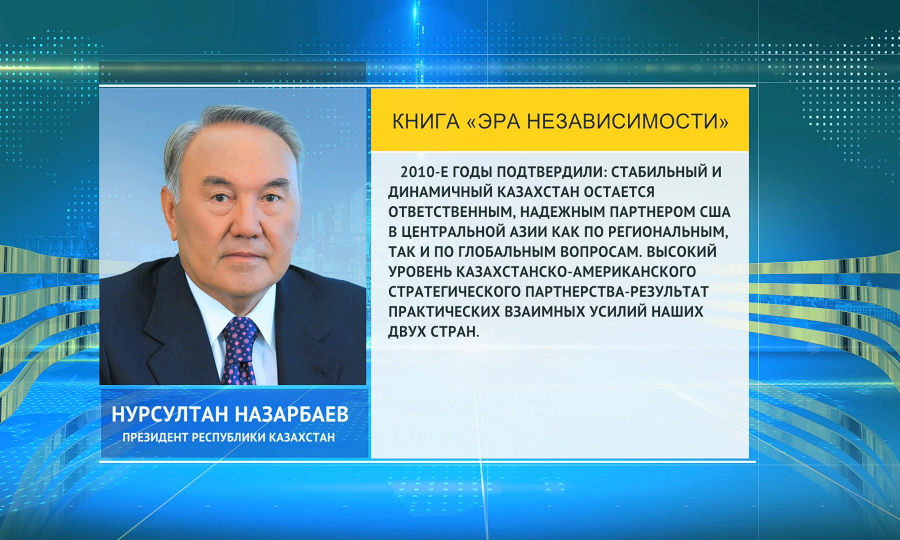 КНИГА «ЭРА НЕЗАВИСИМОСТИ»
2010-Е ГОДЫ ПОДТВЕРДИЛИ: СТАБИЛЬНЫЙ И
ДИНАМИЧНЫЙ КАЗАХСТАН ОСТАЕТСЯ
ОТВЕТСТВЕННЫМ, НАДЕЖНЫМ ПАРТНЕРОМ США
В ЦЕНТРАЛЬНОЙ АЗИИ КАК ПО РЕГИОНАЛЬНЫМ,
ТАК И ПО ГЛОБАЛЬНЫМ ВОПРОСАМ. ВЫСОКИЙ
УРОВЕНЬ КАЗАХСТАНСКО-АМЕРИКАНСКОГО
СТРАТЕГИЧЕСКОГО ПАРТНЕРСТВА-РЕЗУЛЬТАТ
ПРАКТИЧЕСКИХ ВЗАИМНЫХ УСИЛИЙ НАШИХ
ДВУХ СТРАН.
НУРСУЛТАН НАЗАРБАЕВ
ПРЕЗИДЕНТ РЕСПУБЛИКИ КАЗАХСТАН